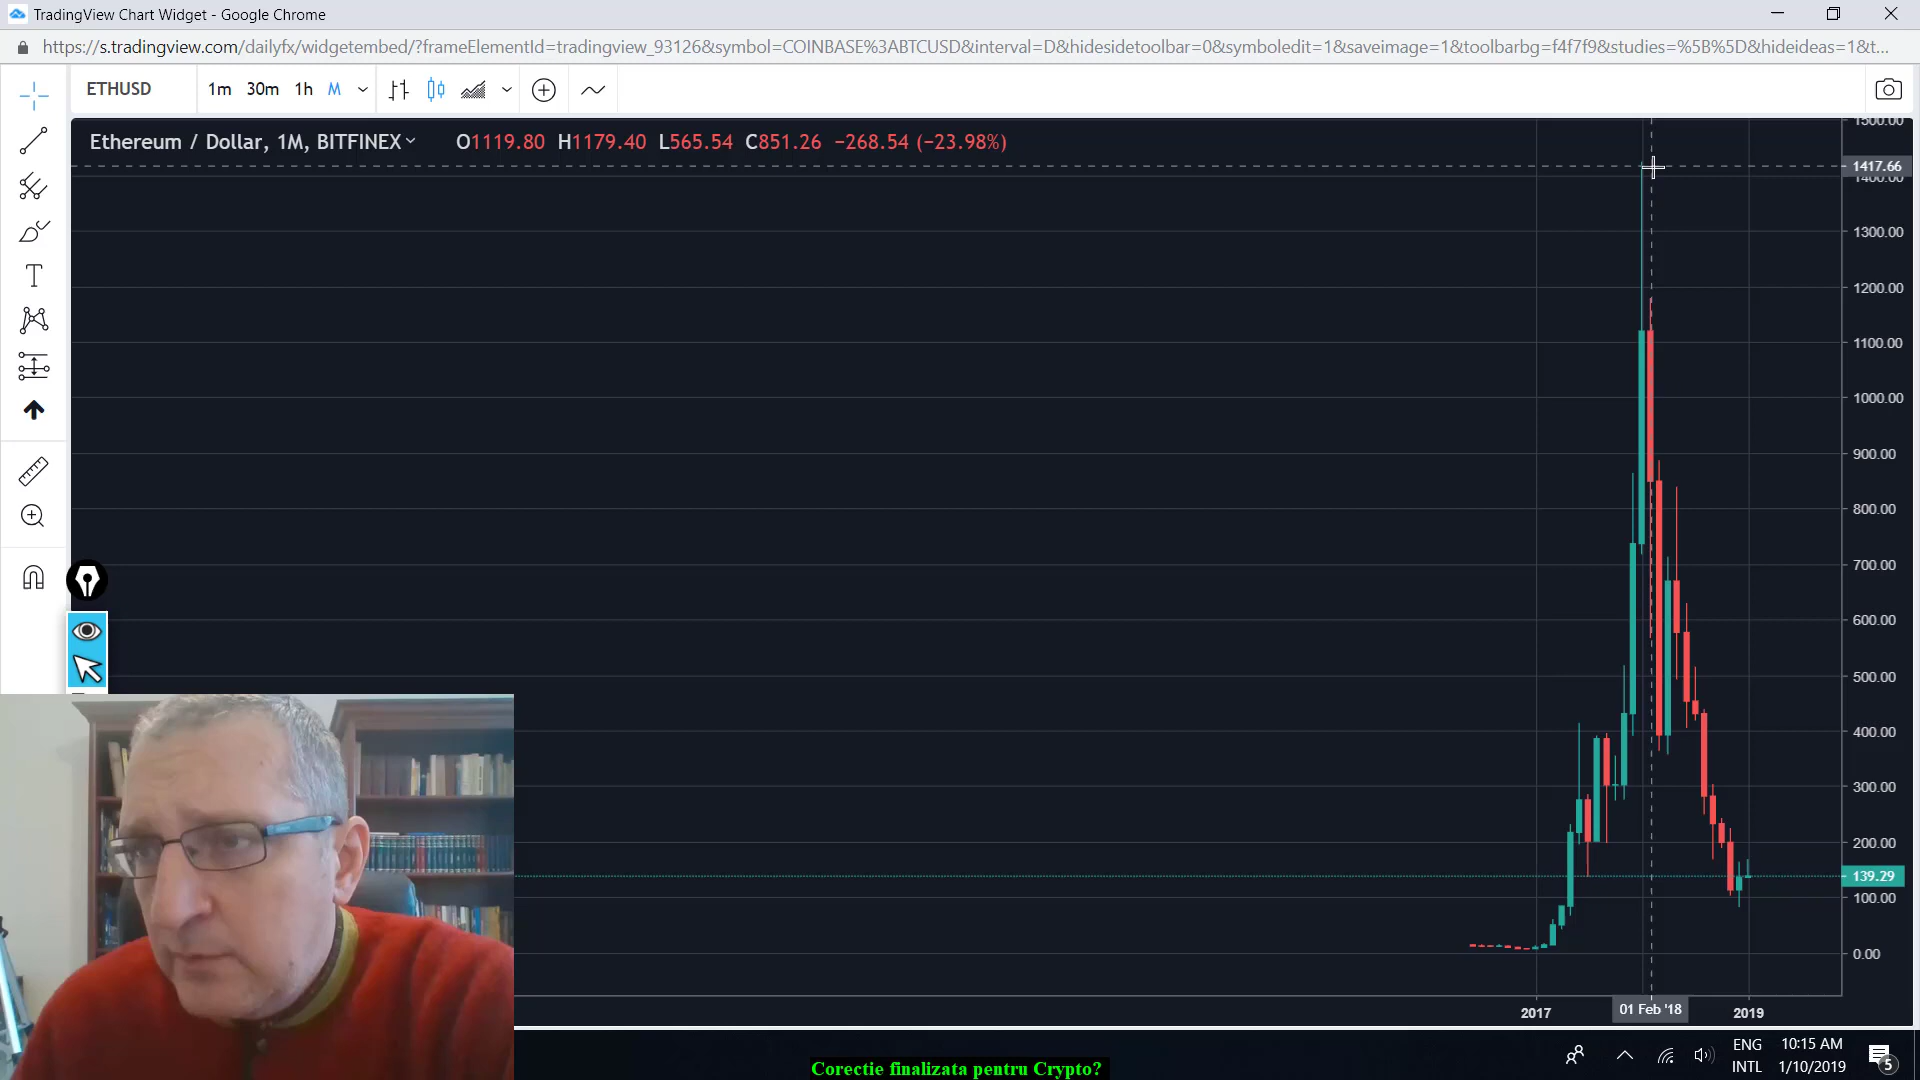 TradingView Chart Widget - Google Chrome
https://s.tradingview.com/dailyfx/widgetembed/?frameElementId=tradingview_93126&symbol=COINBASE%3ABTCUSD&interval=D&hidesidetoolbar=0&symboledit=1&saveimage=1&toolbarbg=f4f7f9&studies=%5B%5D&hideideas=1&t...
ETHUSD 1m 30m 1h M
Ethereum / Dollar, 1M, BITFINEX O1119.80 H1179.40 L565.54 C851.26 −268.54 (−23.98%)
1500.00
1417.66
1400.00
1300.00
1200.00
1100.00
1000.00
900.00
800.00
700.00
600.00
500.00
400.00
300.00
200.00
139.29
100.00
0.00
2017 01 Feb '18 2019
Corectie finalizata pentru Crypto?
ENG
INTL
10:15 AM
1/10/2019
5